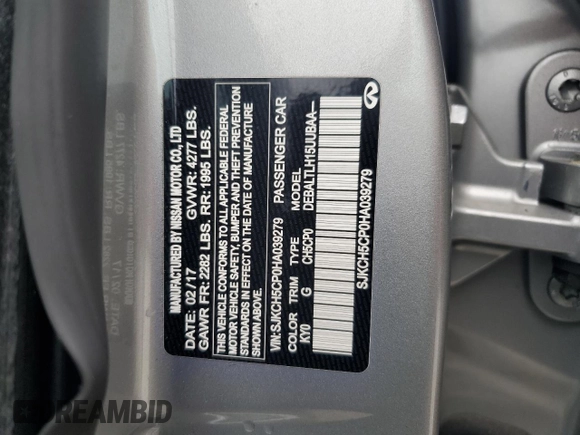 MANUFACTURED BY NISSAN MOTOR CO., LTD
DATE: 02/17 GVWR: 4277 LBS.
GAWR FR: 2282 LBS. RR: 1995 LBS.
THIS VEHICLE CONFORMS TO ALL APPLICABLE FEDERAL
MOTOR VEHICLE SAFETY, BUMPER AND THEFT PREVENTION
STANDARDS IN EFFECT ON THE DATE OF MANUFACTURE
SHOWN ABOVE.
VIN:SJKCH5CP0HA039279 PASSENGER CAR
COLOR TRIM TYPE MODEL
KY0 G CH5CP0 DEBALTLH15UUBAA—
SJKCH5CP0HA039279
DREAMBID